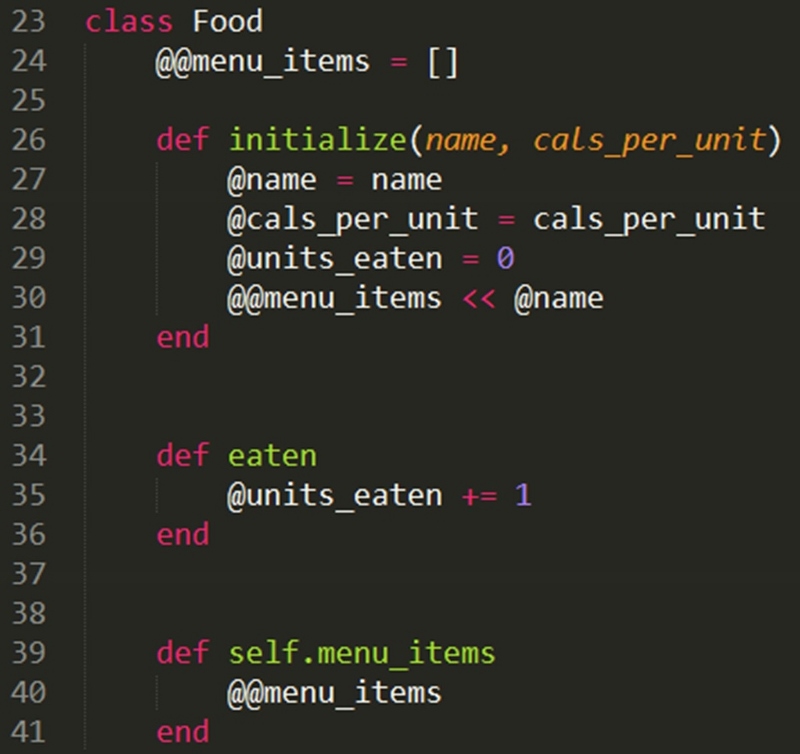 23 class Food
24     @@menu_items = []
25
26     def initialize(name, cals_per_unit)
27         @name = name
28         @cals_per_unit = cals_per_unit
29         @units_eaten = 0
30         @@menu_items << @name
31     end
32
33
34     def eaten
35         @units_eaten += 1
36     end
37
38
39     def self.menu_items
40         @@menu_items
41     end